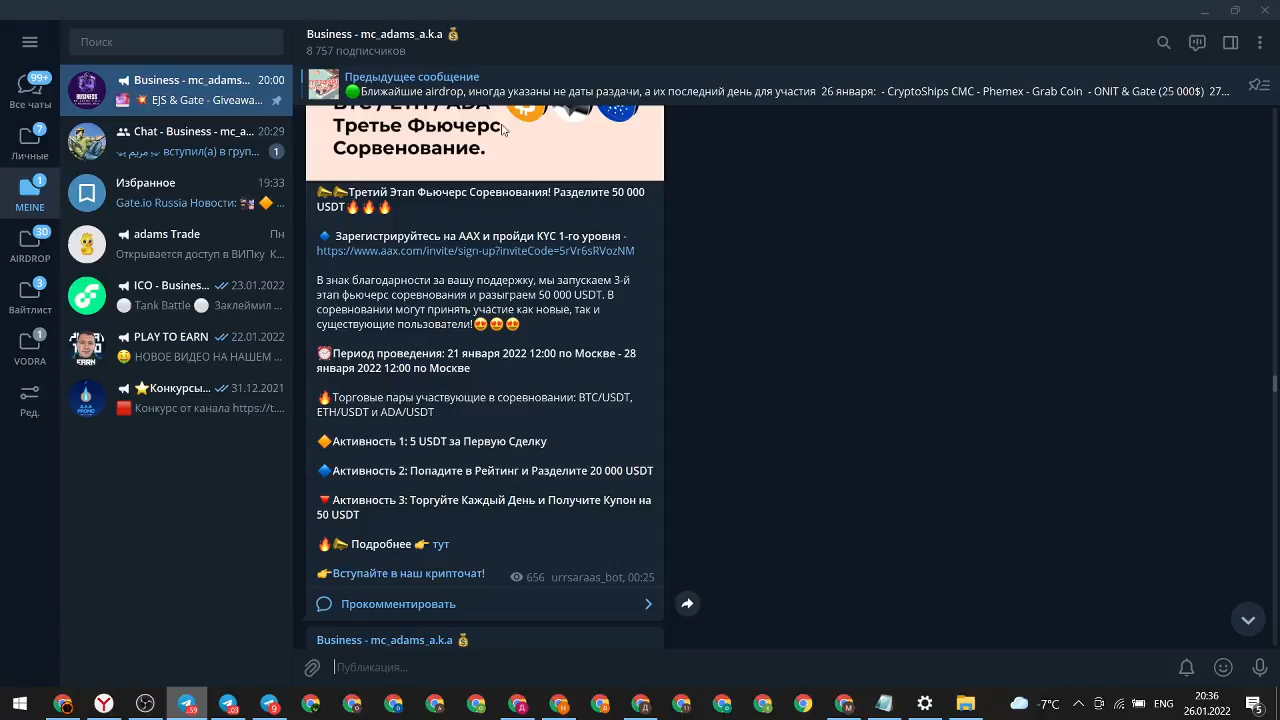 Поиск
Business - mc_adams_a.k.a
8 757 подписчиков
Предыдущее сообщение
Ближайшие airdrop, иногда указаны не даты раздачи, а их последний день для участия 26 января: - CryptoShips CMC - Phemex - Grab Coin - ONIT & Gate (25 000$) 27...
99+
Все чаты
7
Личные
1
MEINE
30
AIRDROP
3
Вайтлист
1
VODRA
Ред.
Business - mc_adams... 20:00
EJS & Gate - Giveawa...
Chat - Business - mc_a... 20:29
вступил(а) в груп... 1
Избранное 19:33
Gate.io Russia Новости:
adams Trade Пн
Открывается доступ в ВИПку К...
ICO - Busines... 23.01.2022
Tank Battle Заклеймил ...
PLAY TO EARN 22.01.2022
НОВОЕ ВИДЕО НА НАШЕМ ...
Конкурсы... 31.12.2021
Конкурс от канала https://t....
BTC / ETH / ADA
Третье Фьючерс
Сорвенование.
Третий Этап Фьючерс Соревнования! Разделите 50 000
USDT
Зарегистрируйтесь на AAX и пройди KYC 1-го уровня -
https://www.aax.com/invite/sign-up?inviteCode=5rVr6sRVozNM
В знак благодарности за вашу поддержку, мы запускаем 3-й
этап фьючерс соревнования и разыграем 50 000 USDT. В
соревновании могут принять участие как новые, так и
существующие пользователи!
Период проведения: 21 января 2022 12:00 по Москве - 28
января 2022 12:00 по Москве
Торговые пары участвующие в соревновании: BTC/USDT,
ETH/USDT и ADA/USDT
Активность 1: 5 USDT за Первую Сделку
Активность 2: Попадите в Рейтинг и Разделите 20 000 USDT
Активность 3: Торгуйте Каждый День и Получите Купон на
50 USDT
Подробнее тут
Вступайте в наш крипточат!
656 urrsaraas_bot, 00:25
Прокомментировать
Business - mc_adams_a.k.a
Публикация...
-7°C
ENG
20:36
26.01.2022